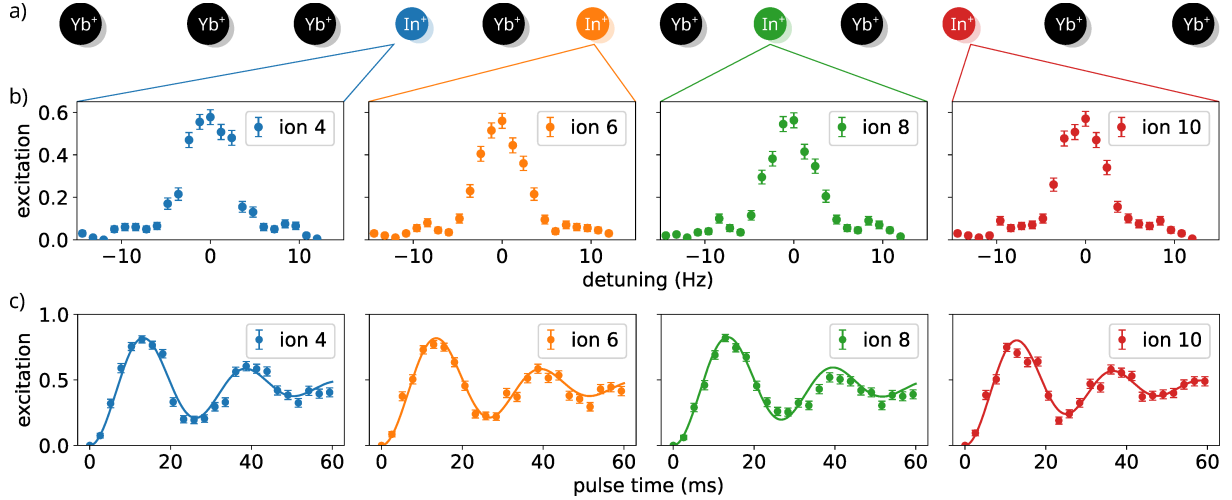 a)
Yb⁺ Yb⁺ Yb⁺ In⁺ Yb⁺ In⁺ Yb⁺ In⁺ Yb⁺ In⁺ Yb⁺ Yb⁺
b)
excitation
0.6
0.4
0.2
0.0
ion 4
ion 6
ion 8
ion 10
−10 0 10 −10 0 10 −10 0 10 −10 0 10
detuning (Hz)
c)
excitation
1.0
0.5
0.0
ion 4
ion 6
ion 8
ion 10
0 20 40 60 0 20 40 60 0 20 40 60 0 20 40 60
pulse time (ms)